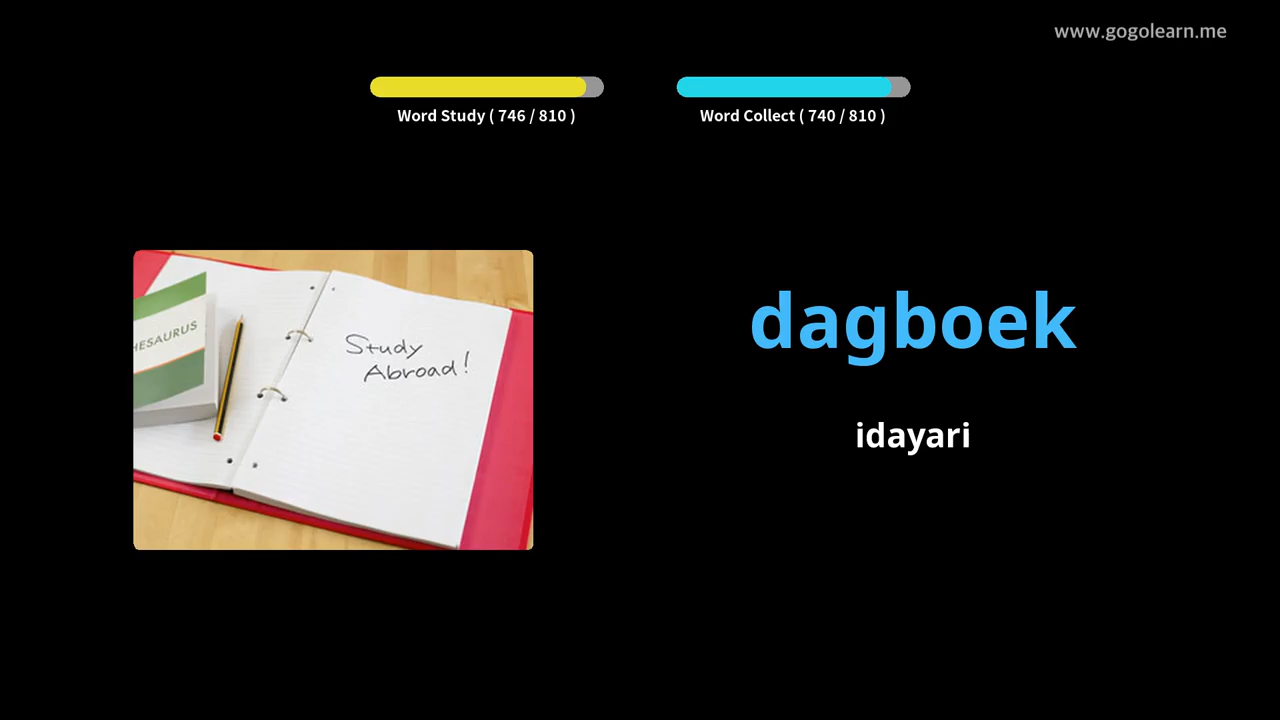 www.gogolearn.me
Word Study ( 746 / 810 )
Word Collect ( 740 / 810 )
HESAURUS
Study
Abroad!
dagboek
idayari